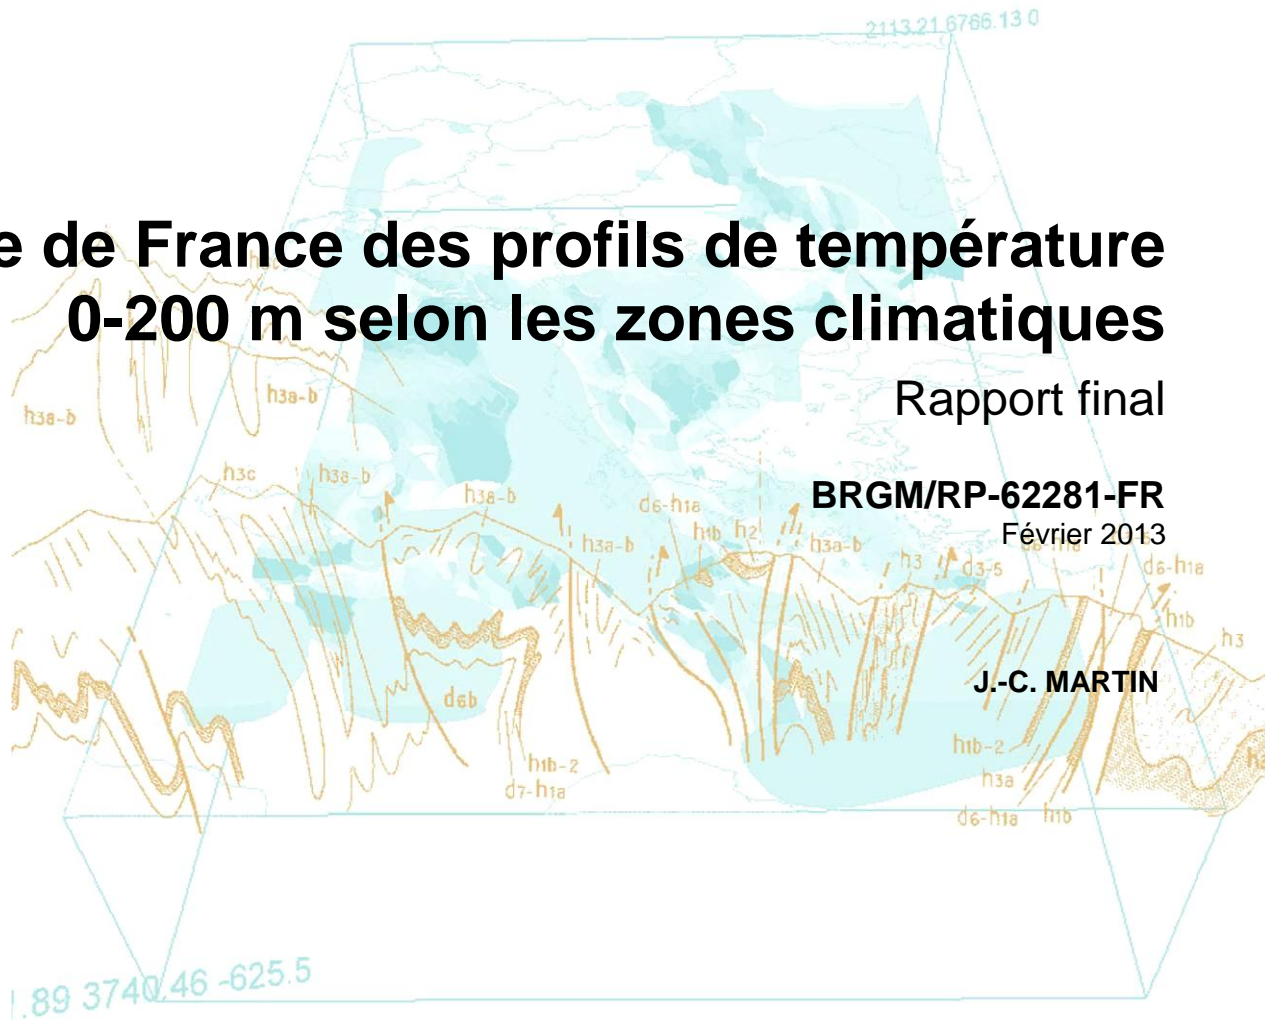 2113.21 6766.13 0
e de France des profils de température
0-200 m selon les zones climatiques
Rapport final
h3a-b
h3a-b
h3c
h3a-b
h3a-b
d6-h1a
BRGM/RP-62281-FR
Février 2013
h1b
h2
h3a-b
h3a-b
h3
d3-5
d6-h1a
h1b
h3
J.-C. MARTIN
d6b
h1b-2
d7-h1a
h1b-2
h3a
d6-h1a
h1b
.89 3740.46 -625.5